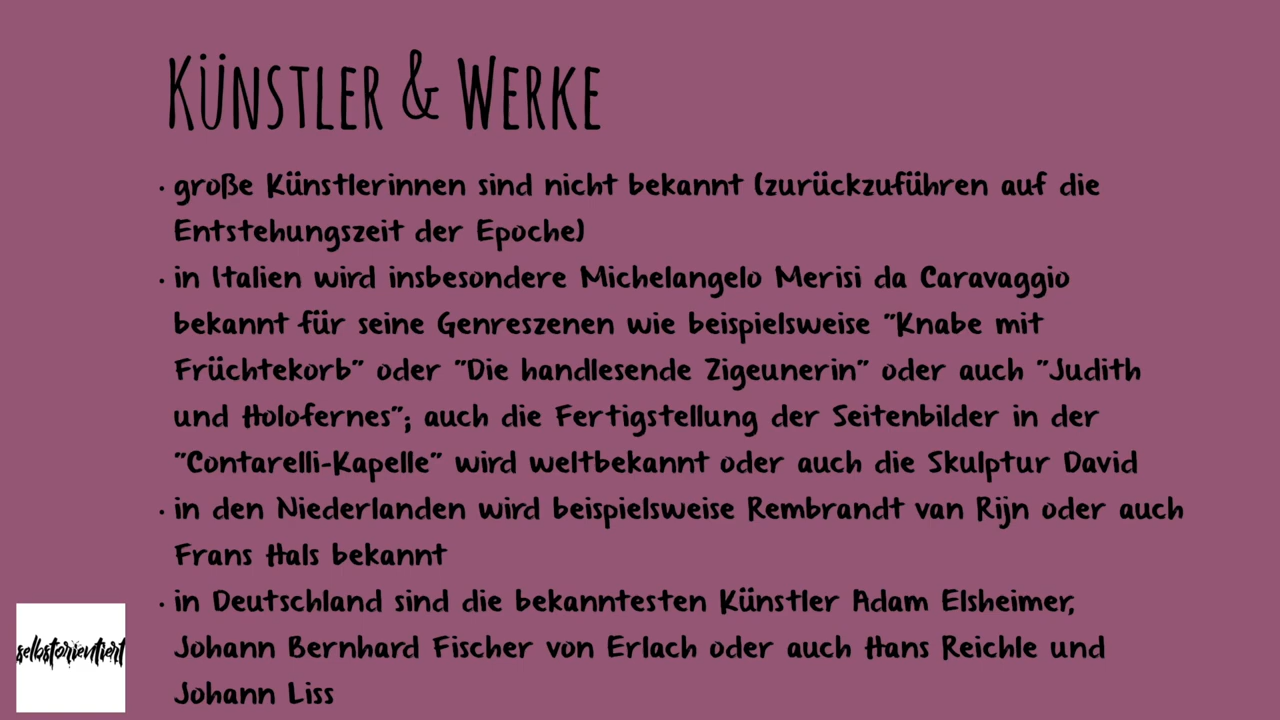 KÜNSTLER & WERKE
• große Künstlerinnen sind nicht bekannt (zurückzuführen auf die
Entstehungszeit der Epoche)
• in Italien wird insbesondere Michelangelo Merisi da Caravaggio
bekannt für seine Genreszenen wie beispielsweise "Knabe mit
Früchtekorb" oder "Die handlesende Zigeunerin" oder auch "Judith
und Holofernes"; auch die Fertigstellung der Seitenbilder in der
"Contarelli-Kapelle" wird weltbekannt oder auch die Skulptur David
• in den Niederlanden wird beispielsweise Rembrandt van Rijn oder auch
Frans Hals bekannt
• in Deutschland sind die bekanntesten Künstler Adam Elsheimer,
Johann Bernhard Fischer von Erlach oder auch Hans Reichle und
Johann Liss
selbstorientiert